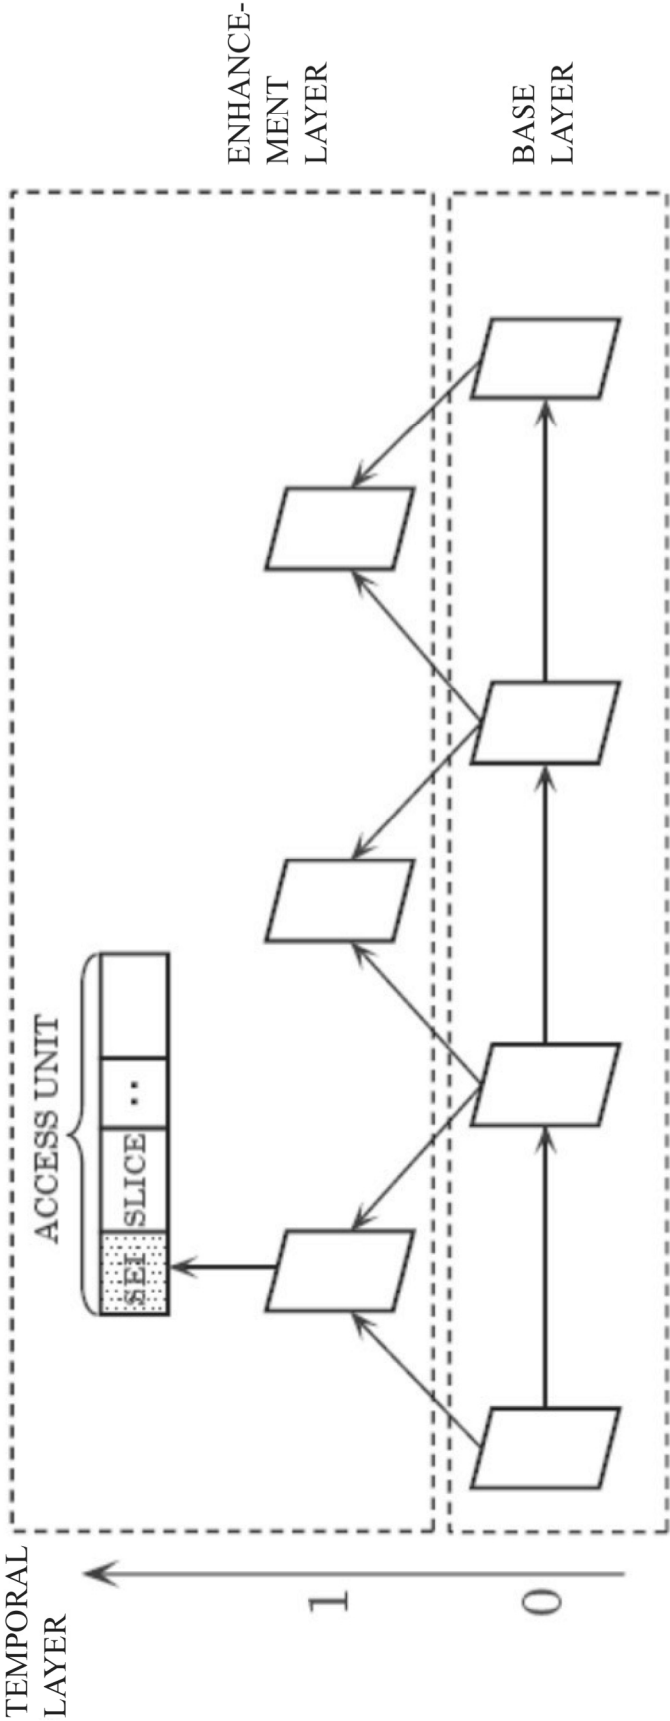 TEMPORAL
LAYER
ACCESS UNIT
SEI
SLICE
..
1
0
ENHANCE-
MENT
LAYER
BASE
LAYER